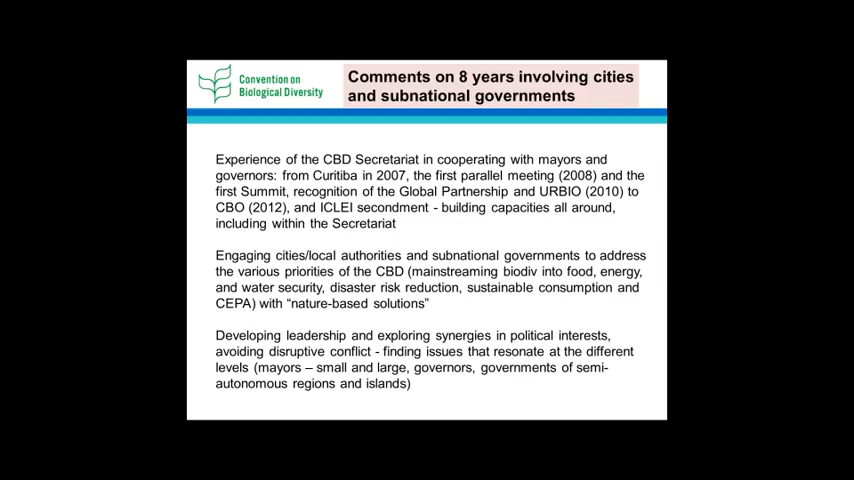 Convention on
Biological Diversity
Comments on 8 years involving cities
and subnational governments
Experience of the CBD Secretariat in cooperating with mayors and
governors: from Curitiba in 2007, the first parallel meeting (2008) and the
first Summit, recognition of the Global Partnership and URBIO (2010) to
CBO (2012), and ICLEI secondment - building capacities all around,
including within the Secretariat
Engaging cities/local authorities and subnational governments to address
the various priorities of the CBD (mainstreaming biodiv into food, energy,
and water security, disaster risk reduction, sustainable consumption and
CEPA) with “nature-based solutions”
Developing leadership and exploring synergies in political interests,
avoiding disruptive conflict - finding issues that resonate at the different
levels (mayors – small and large, governors, governments of semi-
autonomous regions and islands)